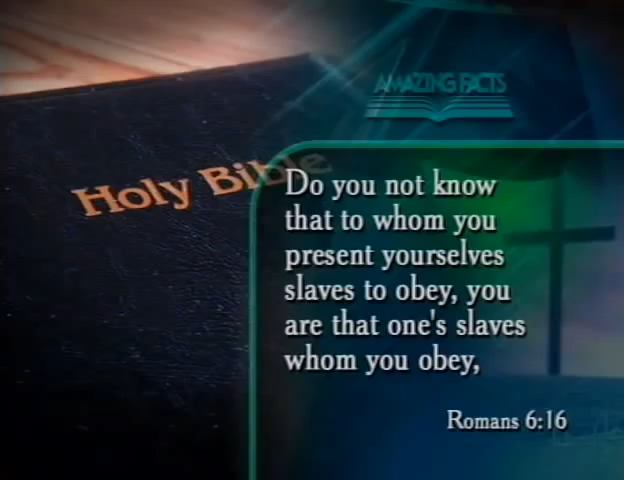 AMAZING FACTS
Holy Bible
Do you not know
that to whom you
present yourselves
slaves to obey, you
are that one's slaves
whom you obey,
Romans 6:16